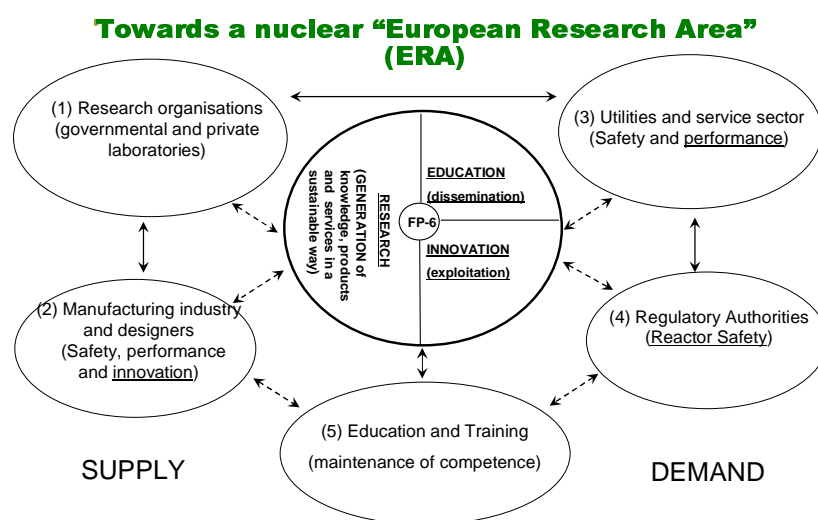 Towards a nuclear “European Research Area”
(ERA)
(1) Research organisations
(governmental and private
laboratories)
(3) Utilities and service sector
(Safety and performance)
RESEARCH
(GENERATION of
knowledge, products
and services in a
sustainable way)
EDUCATION
(dissemination)
FP-6
INNOVATION
(exploitation)
(2) Manufacturing industry
and designers
(Safety, performance
and innovation)
(4) Regulatory Authorities
(Reactor Safety)
(5) Education and Training
(maintenance of competence)
SUPPLY
DEMAND